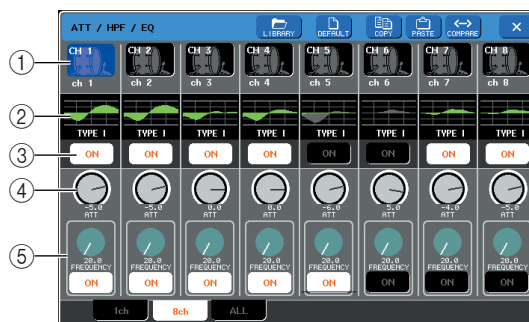 ATT / HPF / EQ LIBRARY DEFAULT COPY PASTE COMPARE ×
① CH 1 CH 2 CH 3 CH 4 CH 5 CH 6 CH 7 CH 8
ch 1 ch 2 ch 3 ch 4 ch 5 ch 6 ch 7 ch 8
② TYPE I TYPE I TYPE I TYPE I TYPE I TYPE I TYPE I TYPE I
③ ON ON ON ON ON ON ON ON
④ -5.0 -5.0 0.0 0.0 -6.0 5.0 -4.0 -5.0
ATT ATT ATT ATT ATT ATT ATT ATT
⑤ 20.0 20.0 20.0 20.0 20.0 20.0 20.0 20.0
FREQUENCY FREQUENCY FREQUENCY FREQUENCY FREQUENCY FREQUENCY FREQUENCY FREQUENCY
ON ON ON ON ON ON ON ON
1ch 8ch ALL